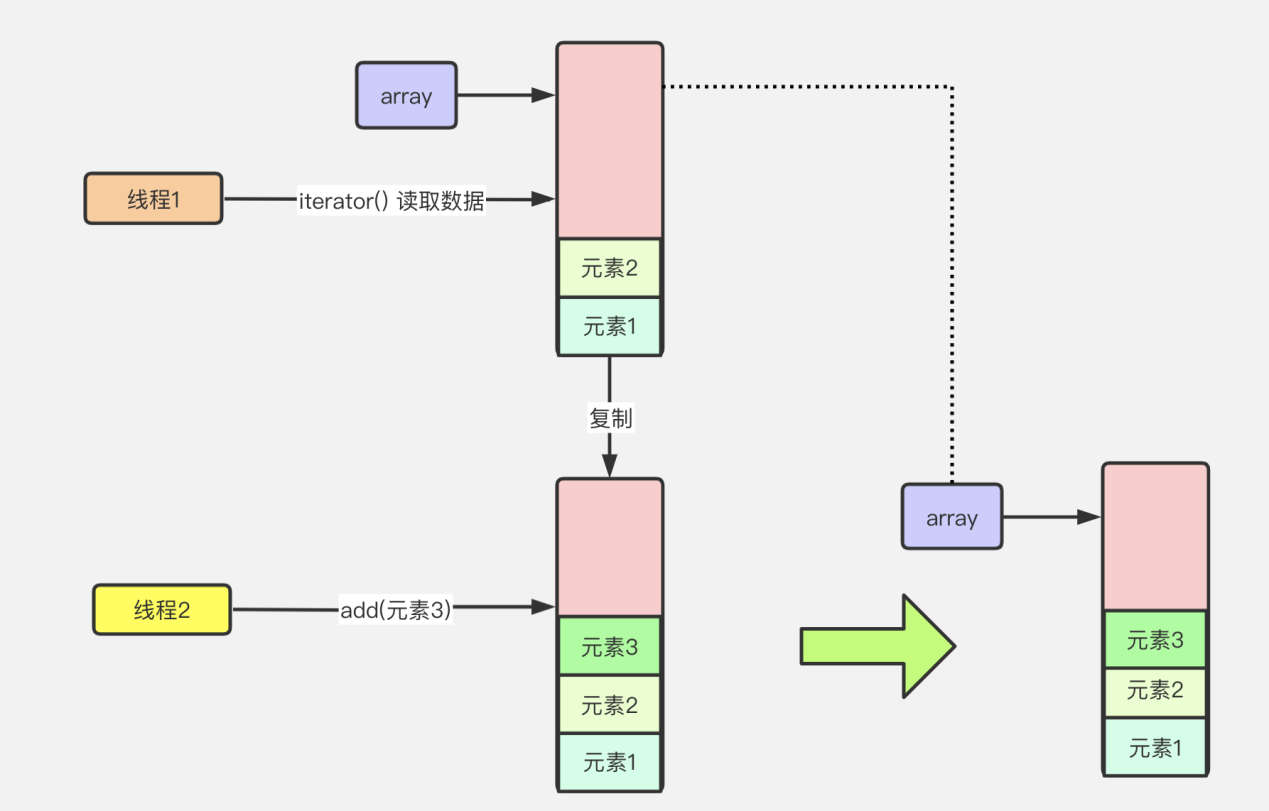 array
线程1
iterator() 读取数据
元素2
元素1
复制
线程2
add(元素3)
元素3
元素2
元素1
array
元素3
元素2
元素1